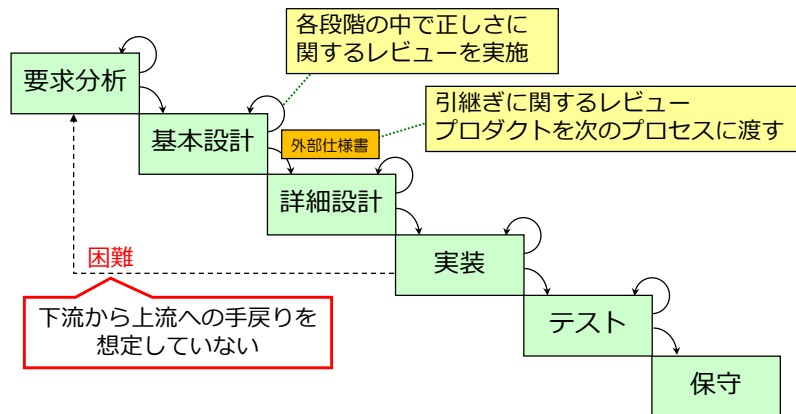 各段階の中で正しさに
関するレビューを実施
要求分析
引継ぎに関するレビュー
プロダクトを次のプロセスに渡す
基本設計
外部仕様書
詳細設計
実装
困難
下流から上流への手戻りを
想定していない
テスト
保守